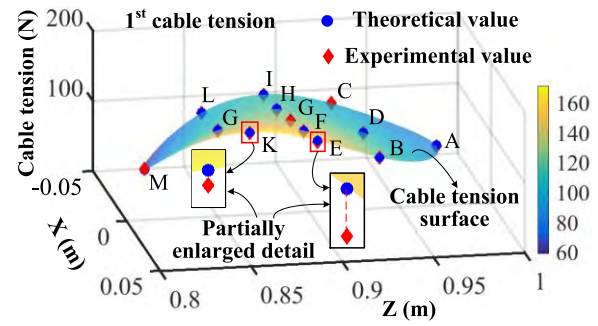 1st cable tension
Theoretical value
Experimental value
Cable tension (N)
200
100
-0.05
0
0.05
X (m)
0.8
0.85
0.9
0.95
1
Z (m)
L
I
H
G
C
F
D
A
G
K
E
B
M
Partially
enlarged detail
Cable tension
surface
160
140
120
100
80
60